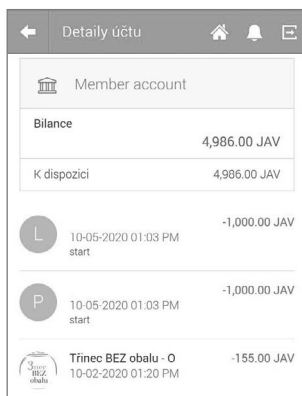 Detaily účtu
Member account
Bilance
4,986.00 JAV
K dispozici
4,986.00 JAV
-1,000.00 JAV
L
10-05-2020 01:03 PM
start
-1,000.00 JAV
P
10-05-2020 01:03 PM
start
Třinec BEZ obalu - O
-155.00 JAV
10-02-2020 01:20 PM
BEZ
obalu